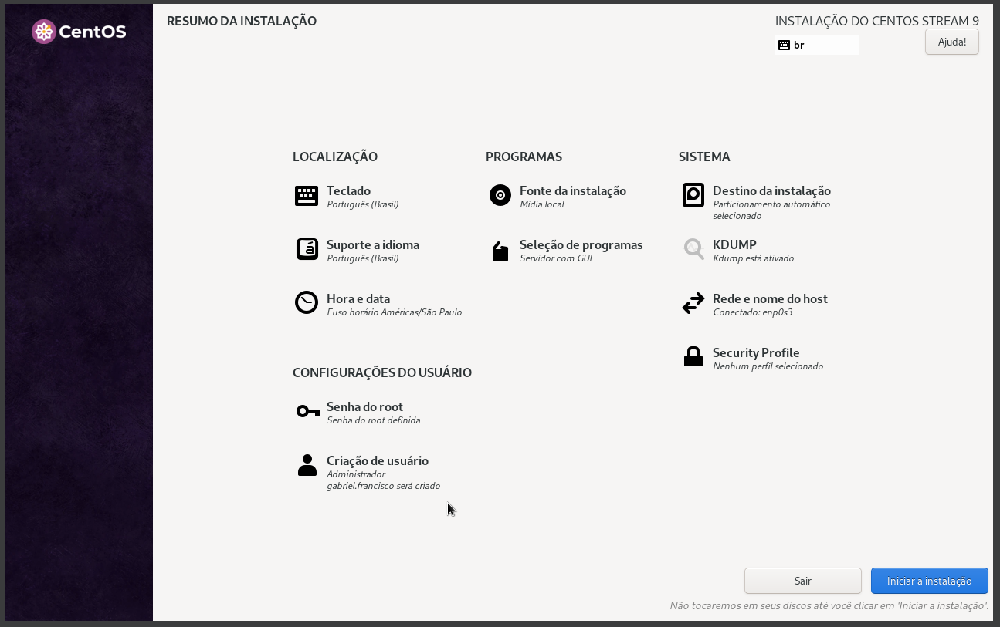 CentOS
RESUMO DA INSTALAÇÃO
INSTALAÇÃO DO CENTOS STREAM 9
br
Ajuda!
LOCALIZAÇÃO
Teclado
Português (Brasil)
Suporte a idioma
Português (Brasil)
Hora e data
Fuso horário Américas/São Paulo
PROGRAMAS
Fonte da instalação
Mídia local
Seleção de programas
Servidor com GUI
SISTEMA
Destino da instalação
Particionamento automático
selecionado
KDUMP
Kdump está ativado
Rede e nome do host
Conectado: enp0s3
Security Profile
Nenhum perfil selecionado
CONFIGURAÇÕES DO USUÁRIO
Senha do root
Senha do root definida
Criação de usuário
Administrador
gabriel.francisco será criado
Sair
Iniciar a instalação
Não tocaremos em seus discos até você clicar em 'Iniciar a instalação'.